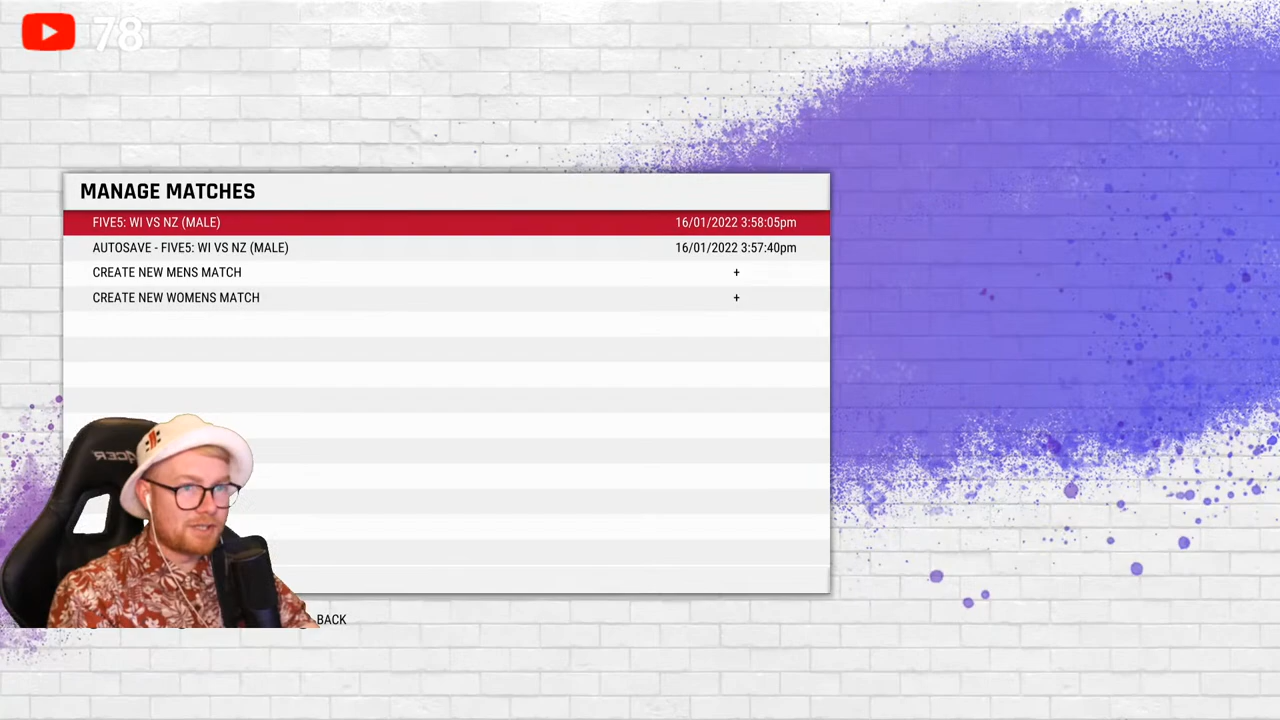 78
MANAGE MATCHES
FIVE5: WI VS NZ (MALE) 16/01/2022 3:58:05pm
AUTOSAVE - FIVE5: WI VS NZ (MALE) 16/01/2022 3:57:40pm
CREATE NEW MENS MATCH +
CREATE NEW WOMENS MATCH +
BACK